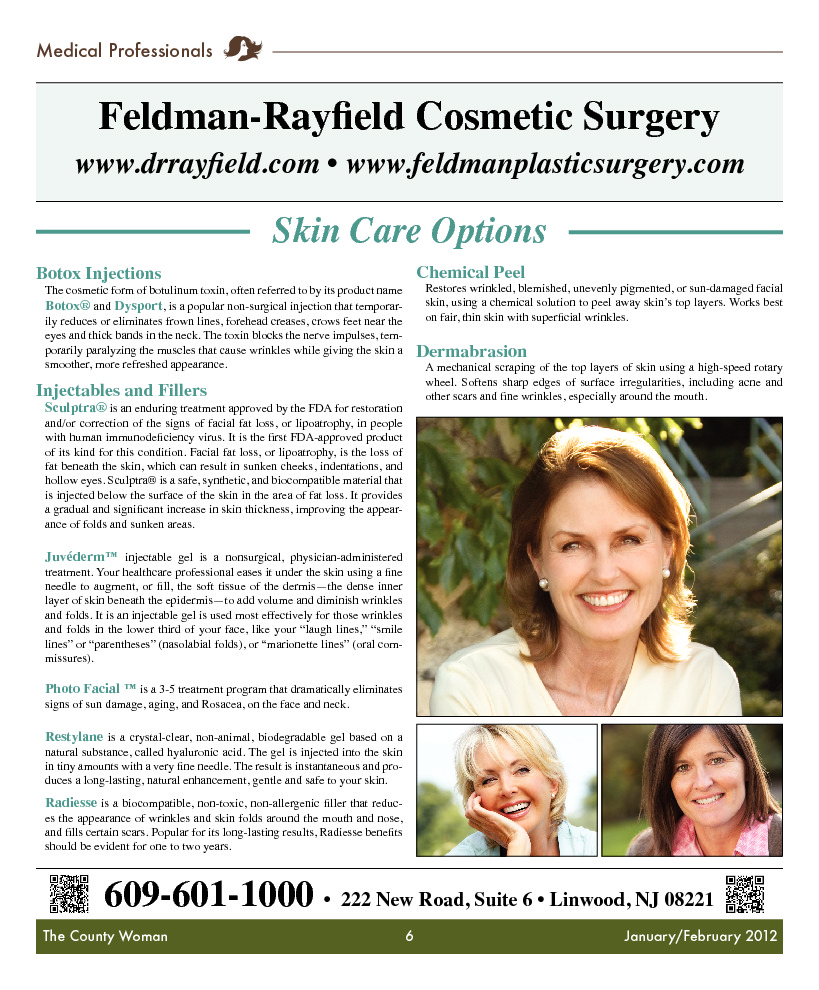 Medical Professionals
Feldman-Rayfield Cosmetic Surgery
www.drrayfield.com • www.feldmanplasticsurgery.com
Skin Care Options
Botox Injections
The cosmetic form of botulinum toxin, often referred to by its product name
Botox® and Dysport, is a popular non-surgical injection that temporar-
ily reduces or eliminates frown lines, forehead creases, crows feet near the
eyes and thick bands in the neck. The toxin blocks the nerve impulses, tem-
porarily paralyzing the muscles that cause wrinkles while giving the skin a
smoother, more refreshed appearance.
Injectables and Fillers
Sculptra® is an enduring treatment approved by the FDA for restoration
and/or correction of the signs of facial fat loss, or lipoatrophy, in people
with human immunodeficiency virus. It is the first FDA-approved product
of its kind for this condition. Facial fat loss, or lipoatrophy, is the loss of
fat beneath the skin, which can result in sunken cheeks, indentations, and
hollow eyes. Sculptra® is a safe, synthetic, and biocompatible material that
is injected below the surface of the skin in the area of fat loss. It provides
a gradual and significant increase in skin thickness, improving the appear-
ance of folds and sunken areas.
Juvéderm™ injectable gel is a nonsurgical, physician-administered
treatment. Your healthcare professional eases it under the skin using a fine
needle to augment, or fill, the soft tissue of the dermis—the dense inner
layer of skin beneath the epidermis—to add volume and diminish wrinkles
and folds. It is an injectable gel is used most effectively for those wrinkles
and folds in the lower third of your face, like your “laugh lines,” “smile
lines” or “parentheses” (nasolabial folds), or “marionette lines” (oral com-
missures).
Photo Facial ™ is a 3-5 treatment program that dramatically eliminates
signs of sun damage, aging, and Rosacea, on the face and neck.
Restylane is a crystal-clear, non-animal, biodegradable gel based on a
natural substance, called hyaluronic acid. The gel is injected into the skin
in tiny amounts with a very fine needle. The result is instantaneous and pro-
duces a long-lasting, natural enhancement, gentle and safe to your skin.
Radiesse is a biocompatible, non-toxic, non-allergenic filler that reduc-
es the appearance of wrinkles and skin folds around the mouth and nose,
and fills certain scars. Popular for its long-lasting results, Radiesse benefits
should be evident for one to two years.
Chemical Peel
Restores wrinkled, blemished, unevenly pigmented, or sun-damaged facial
skin, using a chemical solution to peel away skin’s top layers. Works best
on fair, thin skin with superficial wrinkles.
Dermabrasion
A mechanical scraping of the top layers of skin using a high-speed rotary
wheel. Softens sharp edges of surface irregularities, including acne and
other scars and fine wrinkles, especially around the mouth.
609-601-1000 • 222 New Road, Suite 6 • Linwood, NJ 08221
The County Woman 6 January/February 2012